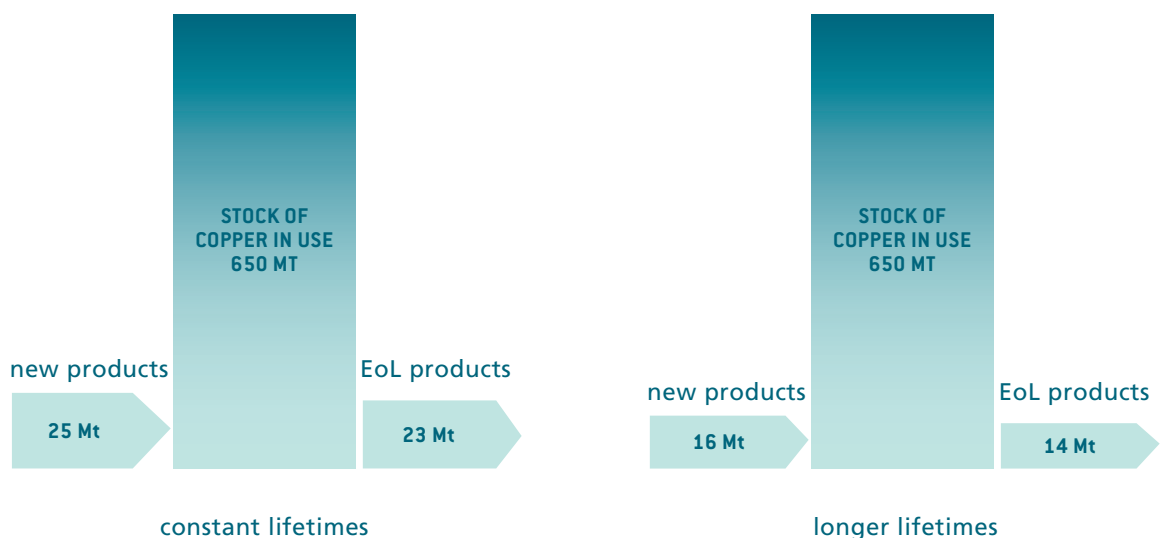 STOCK OF
COPPER IN USE
650 MT
new products
25 Mt
EoL products
23 Mt
constant lifetimes
STOCK OF
COPPER IN USE
650 MT
new products
16 Mt
EoL products
14 Mt
longer lifetimes